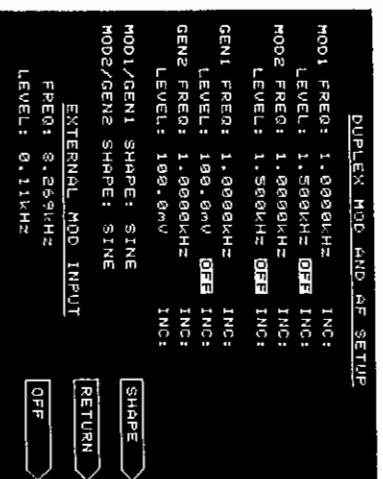 DUPLEX MOD AND AF SETUP
MOD1 FREQ: 1.0000kHz INC:
LEVEL: 1.500kHz OFF INC:
MOD2 FREQ: 1.0000kHz INC:
LEVEL: 1.500kHz OFF INC:
GEN1 FREQ: 1.0000kHz INC:
LEVEL: 100.0mV OFF INC:
GEN2 FREQ: 1.0000kHz INC:
LEVEL: 100.0mV INC:
MOD1/GEN1 SHAPE: SINE
SHAPE
MOD2/GEN2 SHAPE: SINE
EXTERNAL MOD INPUT
RETURN
FREQ: 8.269kHz
LEVEL: 0.11kHz
OFF